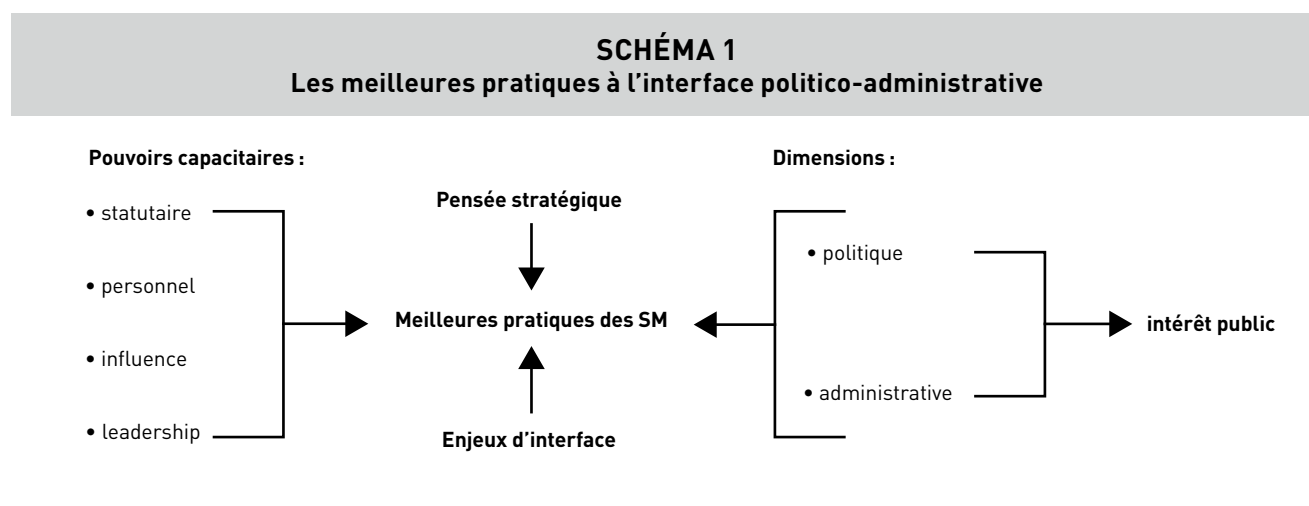 SCHÉMA 1
Les meilleures pratiques à l’interface politico-administrative
Pouvoirs capacitaires :
• statutaire
• personnel
• influence
• leadership
Pensée stratégique
Meilleures pratiques des SM
Enjeux d’interface
Dimensions :
• politique
• administrative
intérêt public